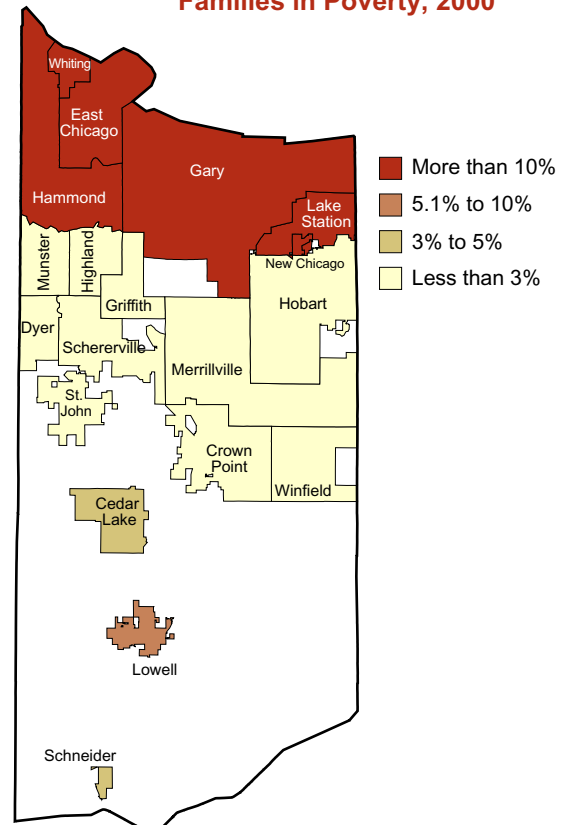 Families in Poverty, 2000
Whiting
East
Chicago
Gary
Hammond
Lake
Station
More than 10%
5.1% to 10%
3% to 5%
Less than 3%
Munster
Highland
New Chicago
Griffith
Hobart
Dyer
Schererville
Merrillville
St.
John
Crown
Point
Winfield
Cedar
Lake
Lowell
Schneider